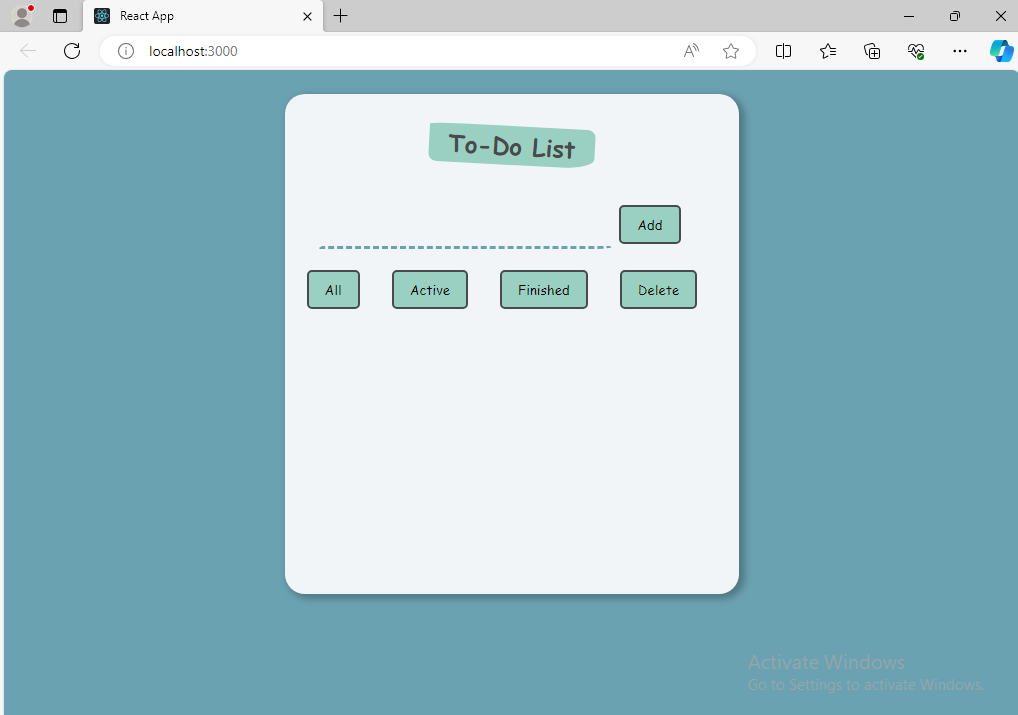 React App
localhost:3000
To-Do List
Add
All Active Finished Delete
Activate Windows
Go to Settings to activate Windows.